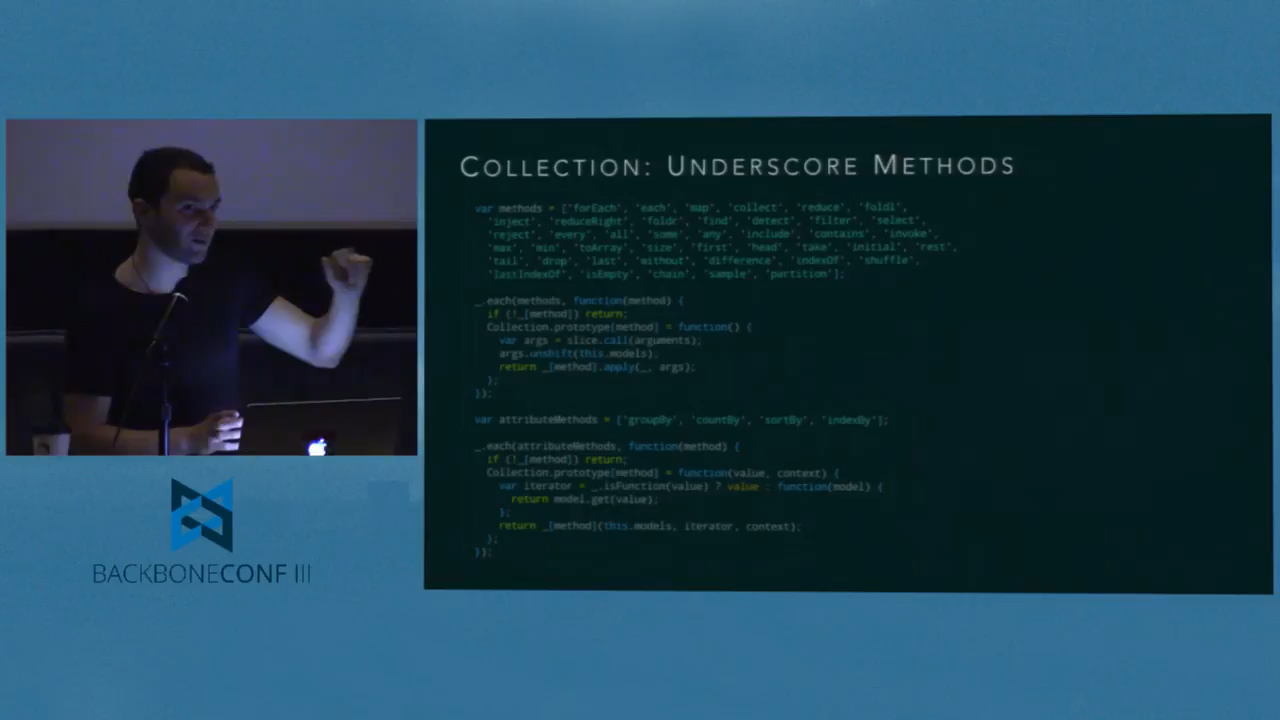 COLLECTION: UNDERSCORE METHODS
var methods = ['forEach', 'each', 'map', 'collect', 'reduce', 'foldl',
'inject', 'reduceRight', 'foldr', 'find', 'detect', 'filter', 'select',
'reject', 'every', 'all', 'some', 'any', 'include', 'contains', 'invoke',
'max', 'min', 'toArray', 'size', 'first', 'head', 'take', 'initial', 'rest',
'tail', 'drop', 'last', 'without', 'difference', 'indexOf', 'shuffle',
'lastIndexOf', 'isEmpty', 'chain', 'sample', 'partition'];
_.each(methods, function(method) {
if (!_[method]) return;
Collection.prototype[method] = function() {
var args = slice.call(arguments);
args.unshift(this.models);
return _[method].apply(_, args);
};
});
var attributeMethods = ['groupBy', 'countBy', 'sortBy', 'indexBy'];
_.each(attributeMethods, function(method) {
if (!_[method]) return;
Collection.prototype[method] = function(value, context) {
var iterator = _.isFunction(value) ? value : function(model) {
return model.get(value);
};
return _[method](this.models, iterator, context);
};
});
BACKBONECONF III